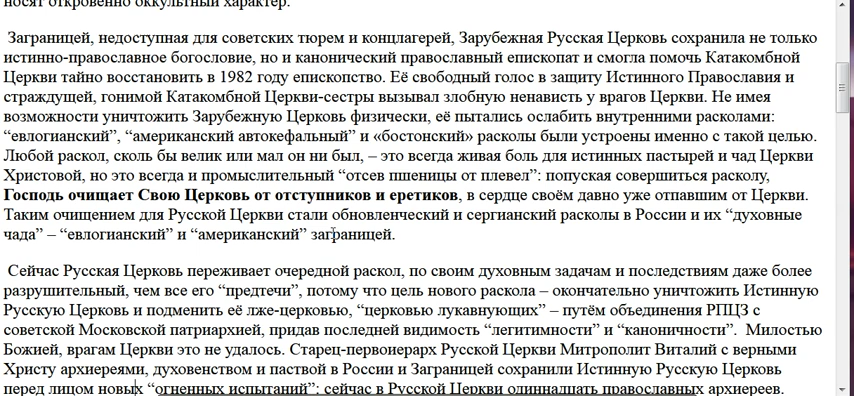 носят откровенно оккультный характер.
Заграницей, недоступная для советских тюрем и концлагерей, Зарубежная Русская Церковь сохранила не только
истинно-православное богословие, но и канонический православный епископат и смогла помочь Катакомбной
Церкви тайно восстановить в 1982 году епископство. Её свободный голос в защиту Истинного Православия и
страждущей, гонимой Катакомбной Церкви-сестры вызывал злобную ненависть у врагов Церкви. Не имея
возможности уничтожить Зарубежную Церковь физически, её пытались ослабить внутренними расколами:
“евлогианский”, “американский автокефальный” и «бостонский» расколы были устроены именно с такой целью.
Любой раскол, сколь бы велик или мал он ни был, – это всегда живая боль для истинных пастырей и чад Церкви
Христовой, но это всегда и промыслительный “отсев пшеницы от плевел”: попуская совершиться расколу,
Господь очищает Свою Церковь от отступников и еретиков, в сердце своём давно уже отпавшим от Церкви.
Таким очищением для Русской Церкви стали обновленческий и сергианский расколы в России и их “духовные
чада” – “евлогианский” и “американский” заграницей.
Сейчас Русская Церковь переживает очередной раскол, по своим духовным задачам и последствиям даже более
разрушительный, чем все его “предтечи”, потому что цель нового раскола – окончательно уничтожить Истинную
Русскую Церковь и подменить её лже-церковью, “церковью лукавнующих” – путём объединения РПЦЗ с
советской Московской патриархией, придав последней видимость “легитимности” и “каноничности”. Милостью
Божией, врагам Церкви это не удалось. Старец-первоиерарх Русской Церкви Митрополит Виталий с верными
Христу архиереями, духовенством и паствой в России и Заграницей сохранили Истинную Русскую Церковь
перед лицом новых “огненных испытаний”: сейчас в Русской Церкви одиннадцать православных архиереев.